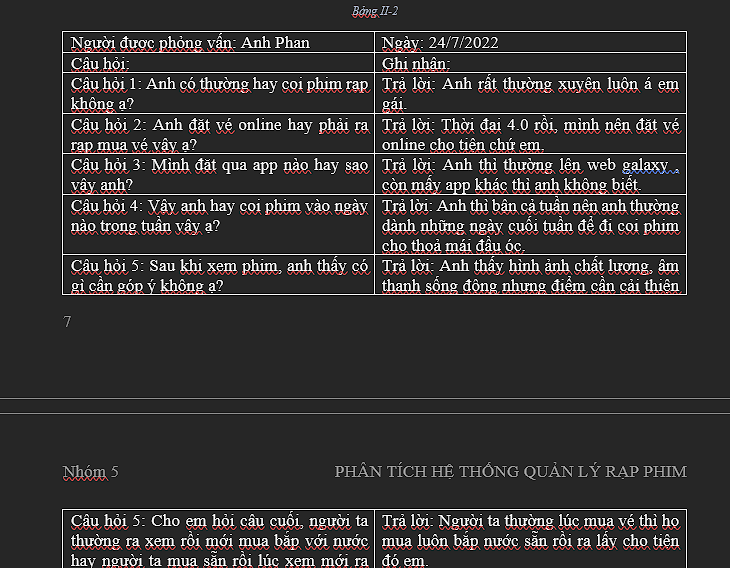 Bảng II-2
Người được phỏng vấn: Anh Phan
Ngày: 24/7/2022
Câu hỏi:
Ghi nhận:
Câu hỏi 1: Anh có thường hay coi phim rạp
không ạ?
Trả lời: Anh rất thường xuyên luôn á em
gái.
Câu hỏi 2: Anh đặt vé online hay phải ra
rạp mua vé vậy ạ?
Trả lời: Thời đại 4.0 rồi, mình nên đặt vé
online cho tiện chứ em.
Câu hỏi 3: Mình đặt qua app nào hay sao
vậy anh?
Trả lời: Anh thì thường lên web galaxy ,
còn mấy app khác thì anh không biết.
Câu hỏi 4: Vậy anh hay coi phim vào ngày
nào trong tuần vậy ạ?
Trả lời: Anh thì bận cả tuần nên anh thường
dành những ngày cuối tuần để đi coi phim
cho thoả mái đầu óc.
Câu hỏi 5: Sau khi xem phim, anh thấy có
gì cần góp ý không ạ?
Trả lời: Anh thấy hình ảnh chất lượng, âm
thanh sống động nhưng điểm cần cải thiện
7
Nhóm 5
PHÂN TÍCH HỆ THỐNG QUẢN LÝ RẠP PHIM
Câu hỏi 5: Cho em hỏi câu cuối, người ta
thường ra xem rồi mới mua bắp với nước
hay người ta mua sẵn rồi lúc xem mới ra
Trả lời: Người ta thường lúc mua vé thì họ
mua luôn bắp nước sẵn rồi ra lấy cho tiện
đó em.